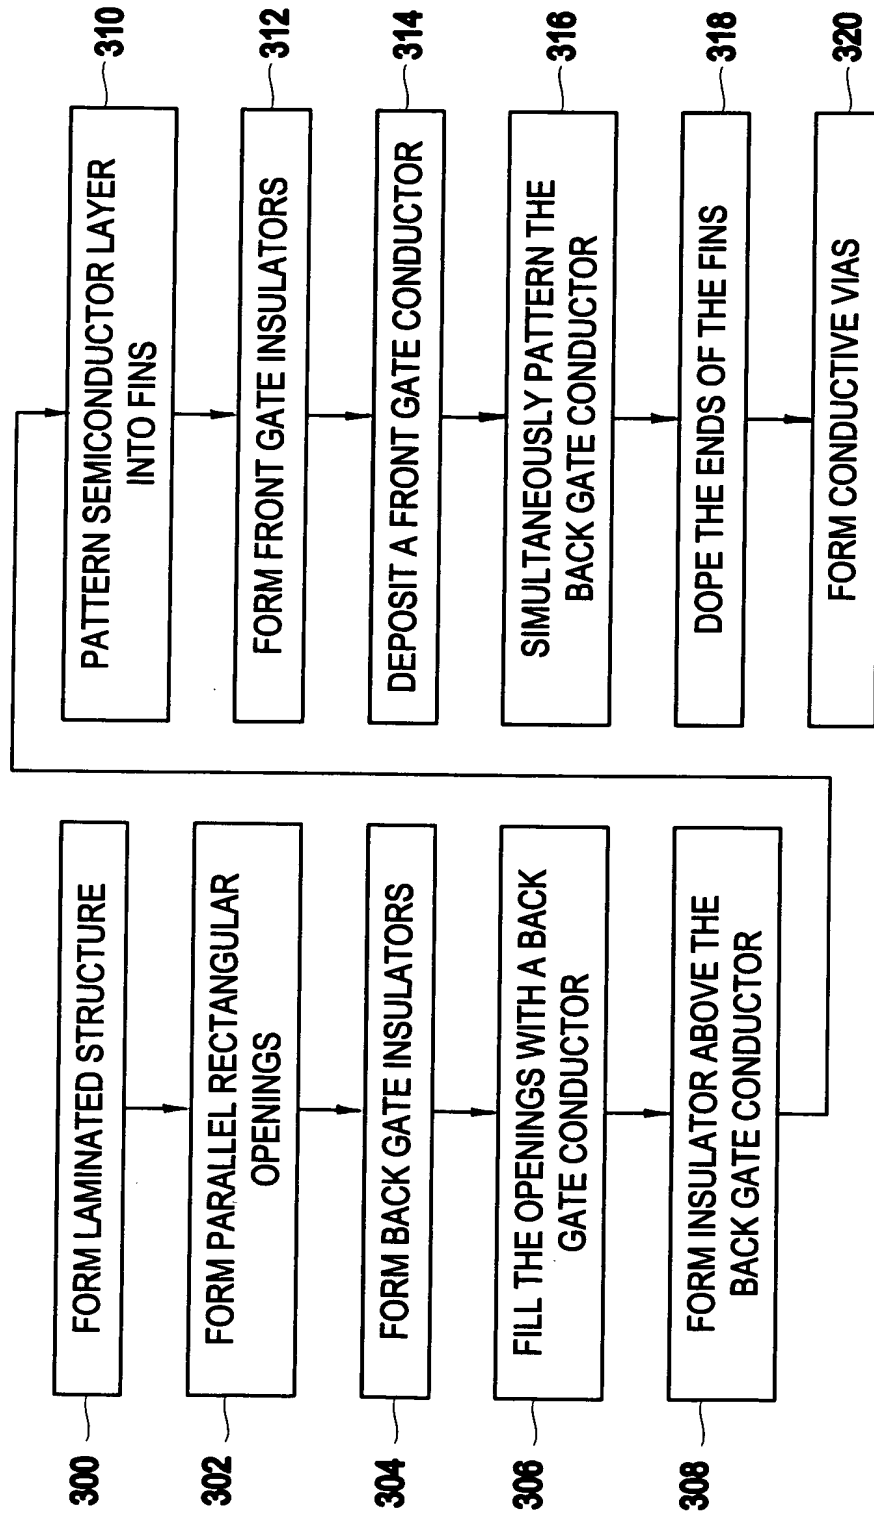 300
FORM LAMINATED STRUCTURE
302
FORM PARALLEL RECTANGULAR
OPENINGS
304
FORM BACK GATE INSULATORS
306
FILL THE OPENINGS WITH A BACK
GATE CONDUCTOR
308
FORM INSULATOR ABOVE THE
BACK GATE CONDUCTOR
PATTERN SEMICONDUCTOR LAYER
INTO FINS
310
FORM FRONT GATE INSULATORS
312
DEPOSIT A FRONT GATE CONDUCTOR
314
SIMULTANEOUSLY PATTERN THE
BACK GATE CONDUCTOR
316
DOPE THE ENDS OF THE FINS
318
FORM CONDUCTIVE VIAS
320